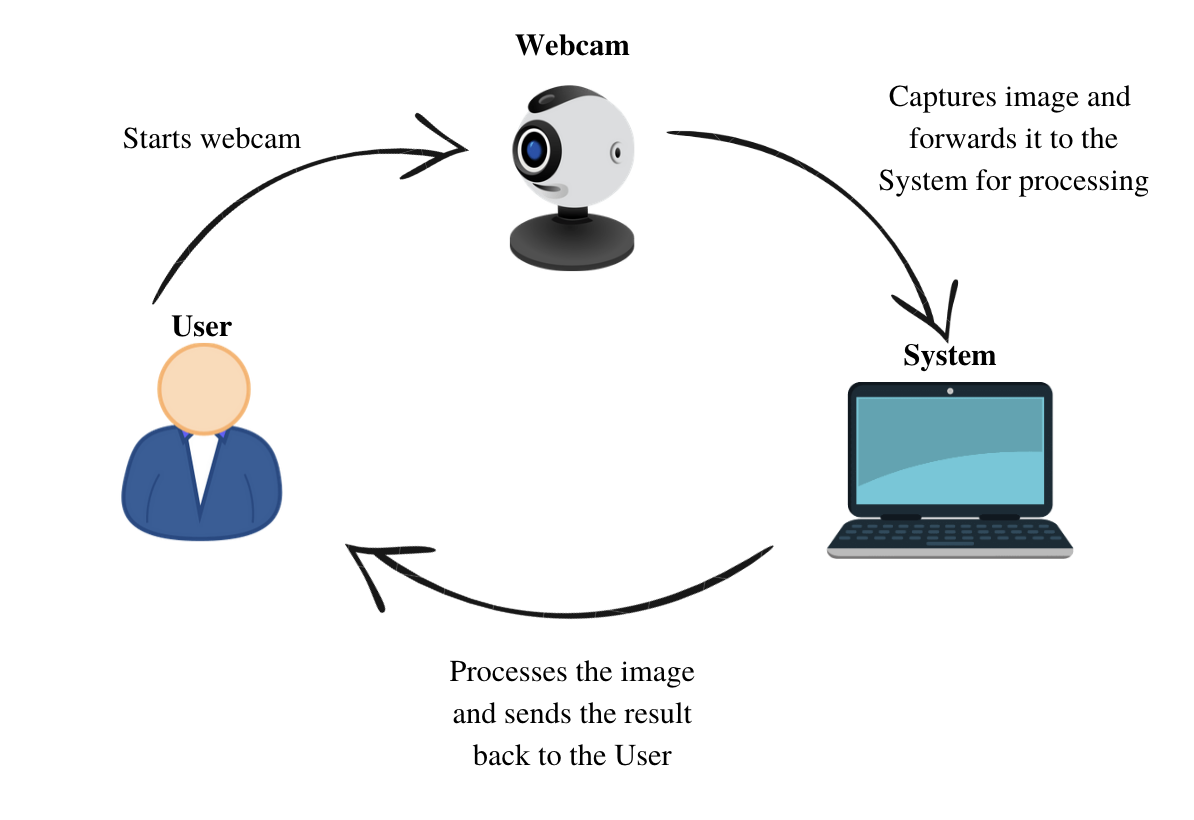 Webcam
Starts webcam
Captures image and
forwards it to the
System for processing
User
System
Processes the image
and sends the result
back to the User